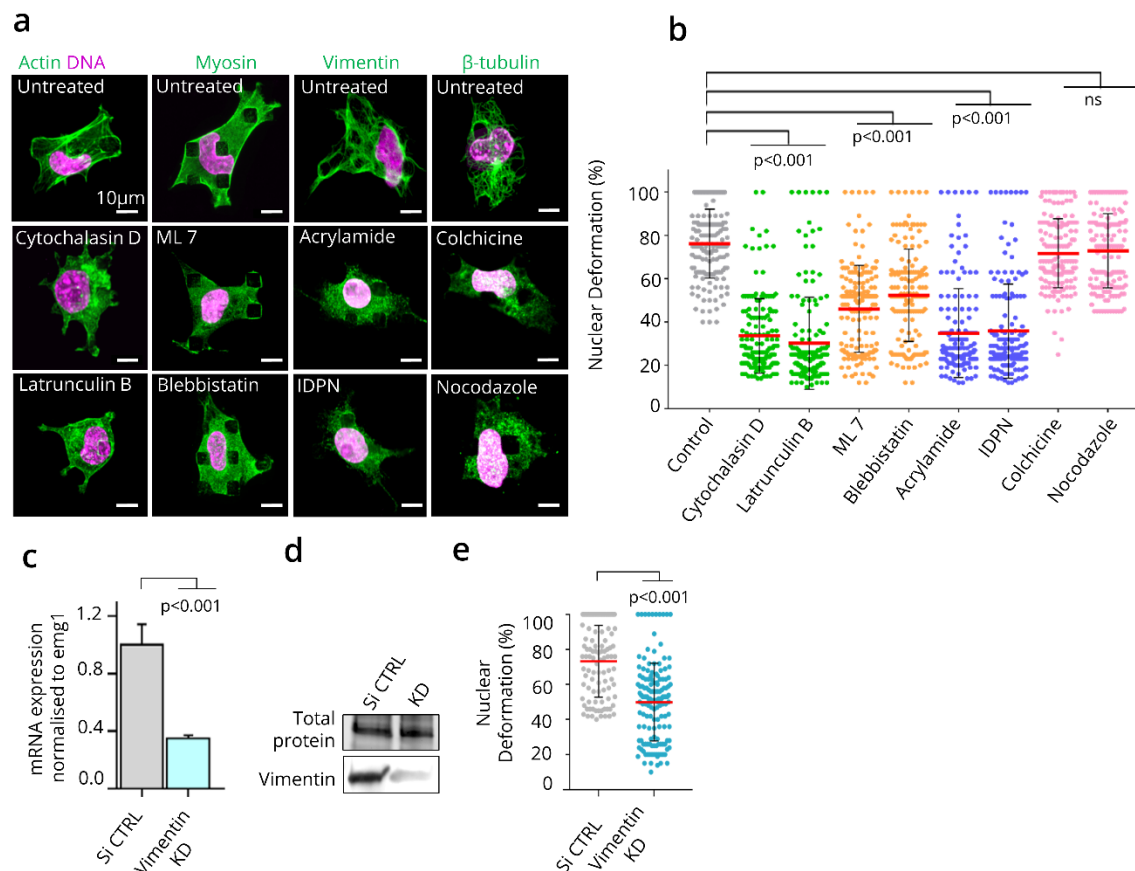 a
Actin DNA
Myosin
Vimentin
β-tubulin
Untreated
Untreated
Untreated
Untreated
10μm
Cytochalasin D
ML 7
Acrylamide
Colchicine
Latrunculin B
Blebbistatin
IDPN
Nocodazole
b
ns
p<0.001
p<0.001
p<0.001
Nuclear Deformation (%)
100
80
60
40
20
0
Control
Cytochalasin D
Latrunculin B
ML 7
Blebbistatin
Acrylamide
IDPN
Colchicine
Nocodazole
c
p<0.001
mRNA expression
normalised to emg1
1.2
0.8
0.4
0.0
Si CTRL
Vimentin
KD
d
Si CTRL
KD
Total
protein
Vimentin
e
p<0.001
Nuclear
Deformation (%)
100
80
60
40
20
0
Si CTRL
Vimentin
KD